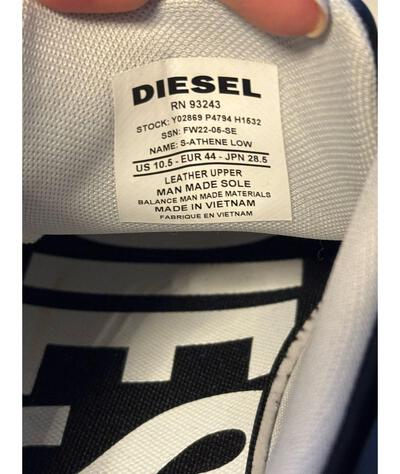 DIESEL
RN 93243
STOCK: Y02869 P4794 H1532
SSN: FW22-05-SE
NAME: S-ATHENE LOW
US 10.5 - EUR 44 - JPN 28.5
LEATHER UPPER
MAN MADE SOLE
BALANCE MAN MADE MATERIALS
MADE IN VIETNAM
FABRIQUE EN VIETNAM